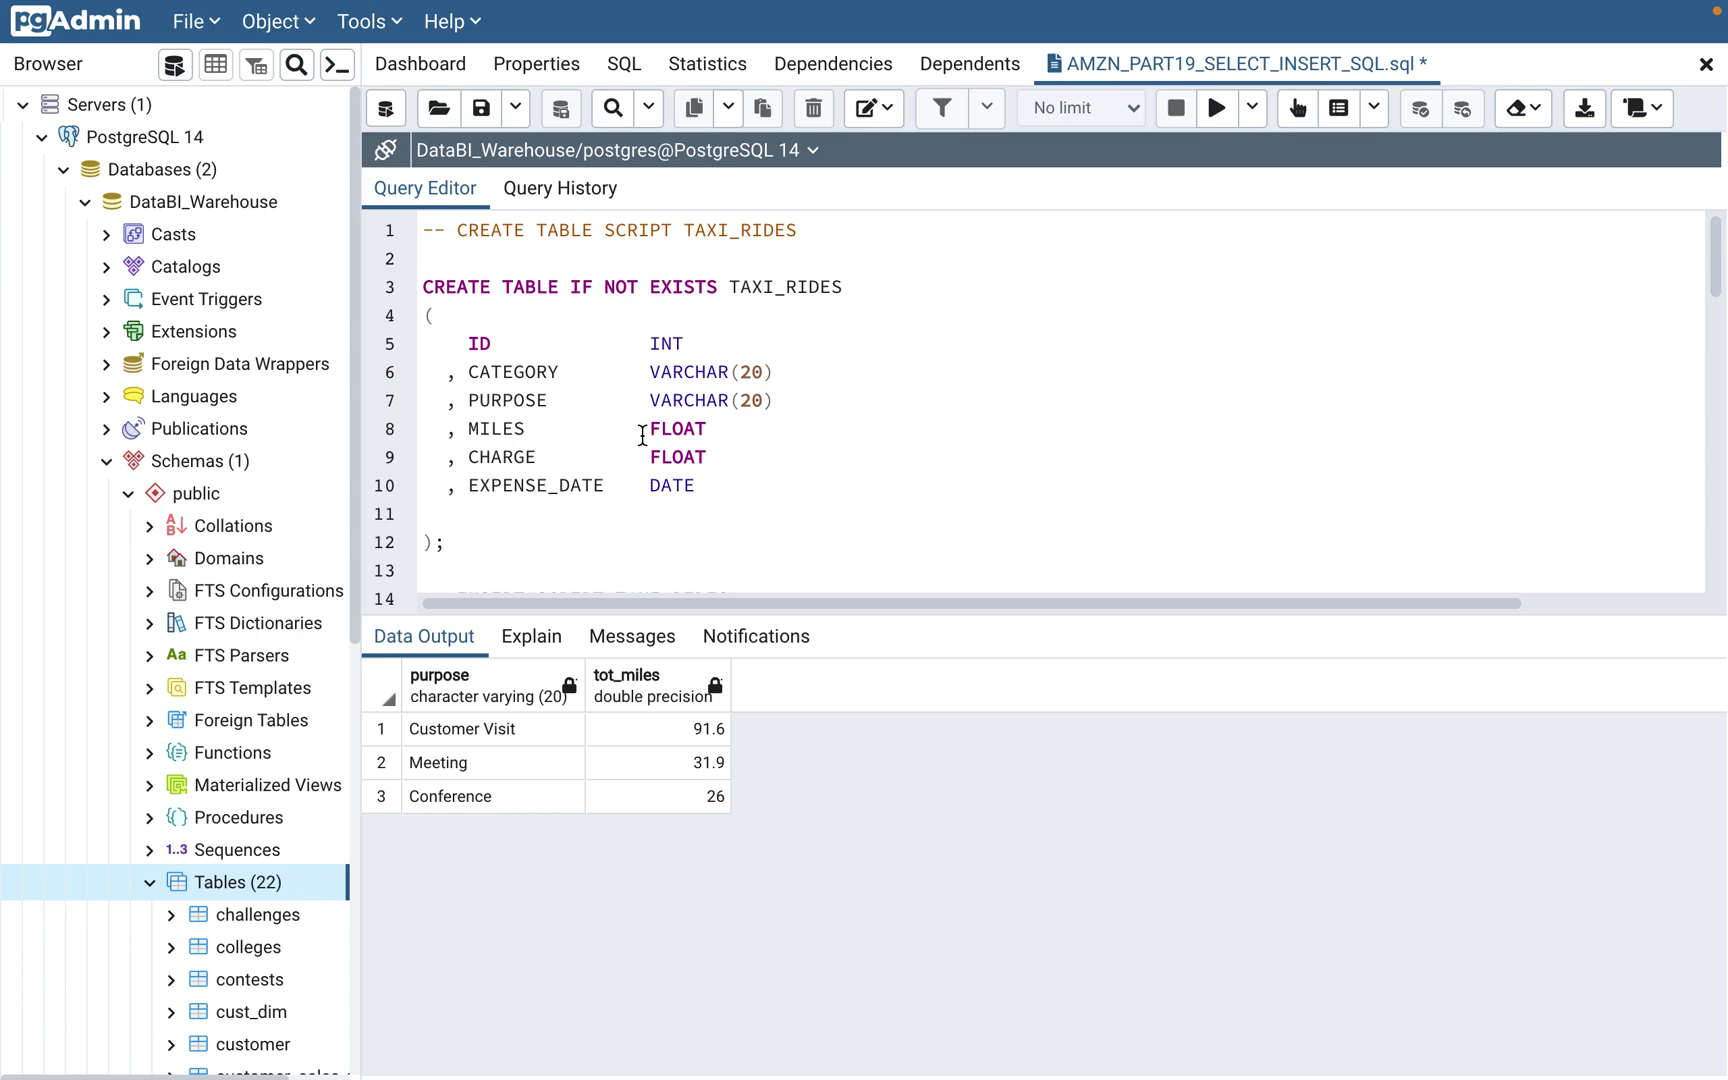 pgAdmin File Object Tools Help
Browser
Dashboard Properties SQL Statistics Dependencies Dependents AMZN_PART19_SELECT_INSERT_SQL.sql *
No limit
DataBI_Warehouse/postgres@PostgreSQL 14
Query Editor Query History
Servers (1)
PostgreSQL 14
Databases (2)
DataBI_Warehouse
Casts
Catalogs
Event Triggers
Extensions
Foreign Data Wrappers
Languages
Publications
Schemas (1)
public
Collations
Domains
FTS Configurations
FTS Dictionaries
Aa FTS Parsers
FTS Templates
Foreign Tables
Functions
Materialized Views
Procedures
1..3 Sequences
Tables (22)
challenges
colleges
contests
cust_dim
customer
1 -- CREATE TABLE SCRIPT TAXI_RIDES
2
3 CREATE TABLE IF NOT EXISTS TAXI_RIDES
4 (
5 ID INT
6 , CATEGORY VARCHAR(20)
7 , PURPOSE VARCHAR(20)
8 , MILES FLOAT
9 , CHARGE FLOAT
10 , EXPENSE_DATE DATE
11
12 );
13
14
Data Output Explain Messages Notifications
purpose tot_miles
character varying (20) double precision
1 Customer Visit 91.6
2 Meeting 31.9
3 Conference 26